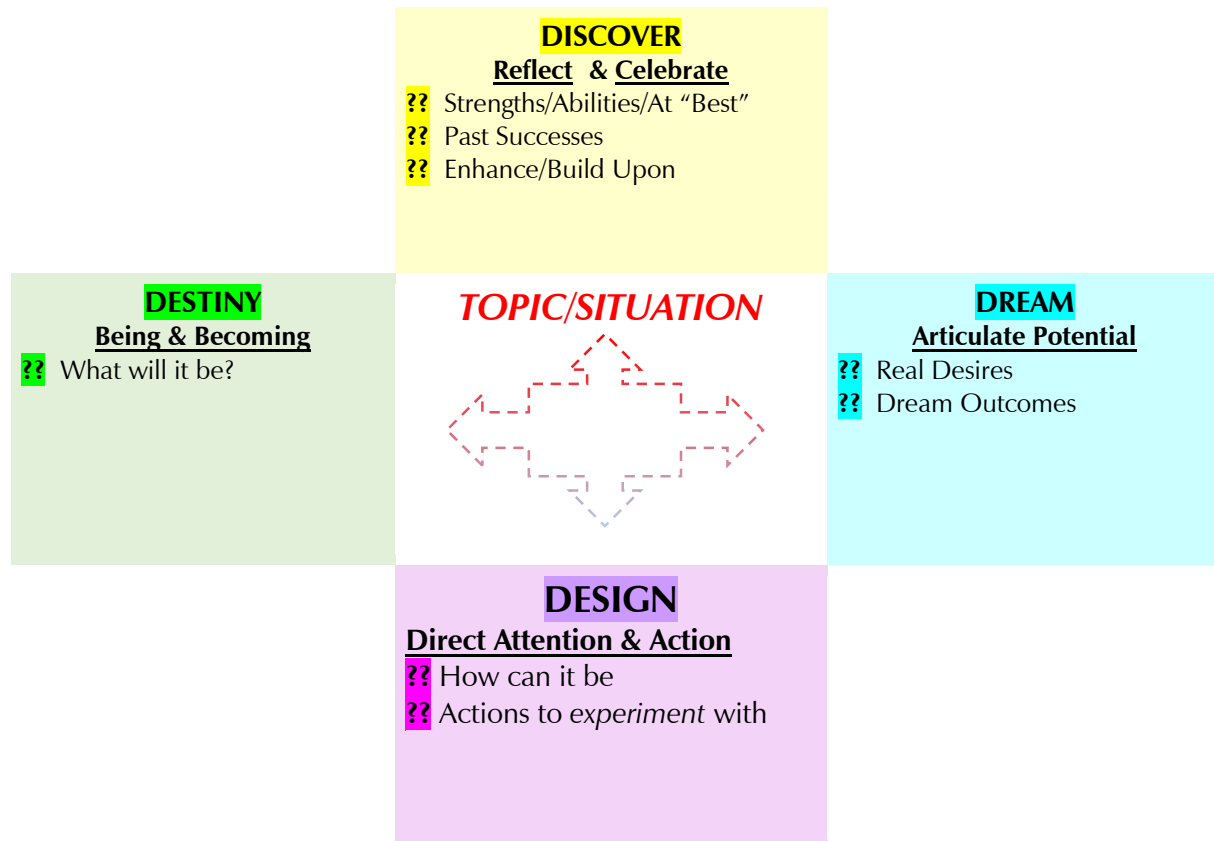 DISCOVER
Reflect & Celebrate
?? Strengths/Abilities/At “Best”
?? Past Successes
?? Enhance/Build Upon
DESTINY
Being & Becoming
?? What will it be?
TOPIC/SITUATION
DREAM
Articulate Potential
?? Real Desires
?? Dream Outcomes
DESIGN
Direct Attention & Action
?? How can it be
?? Actions to experiment with